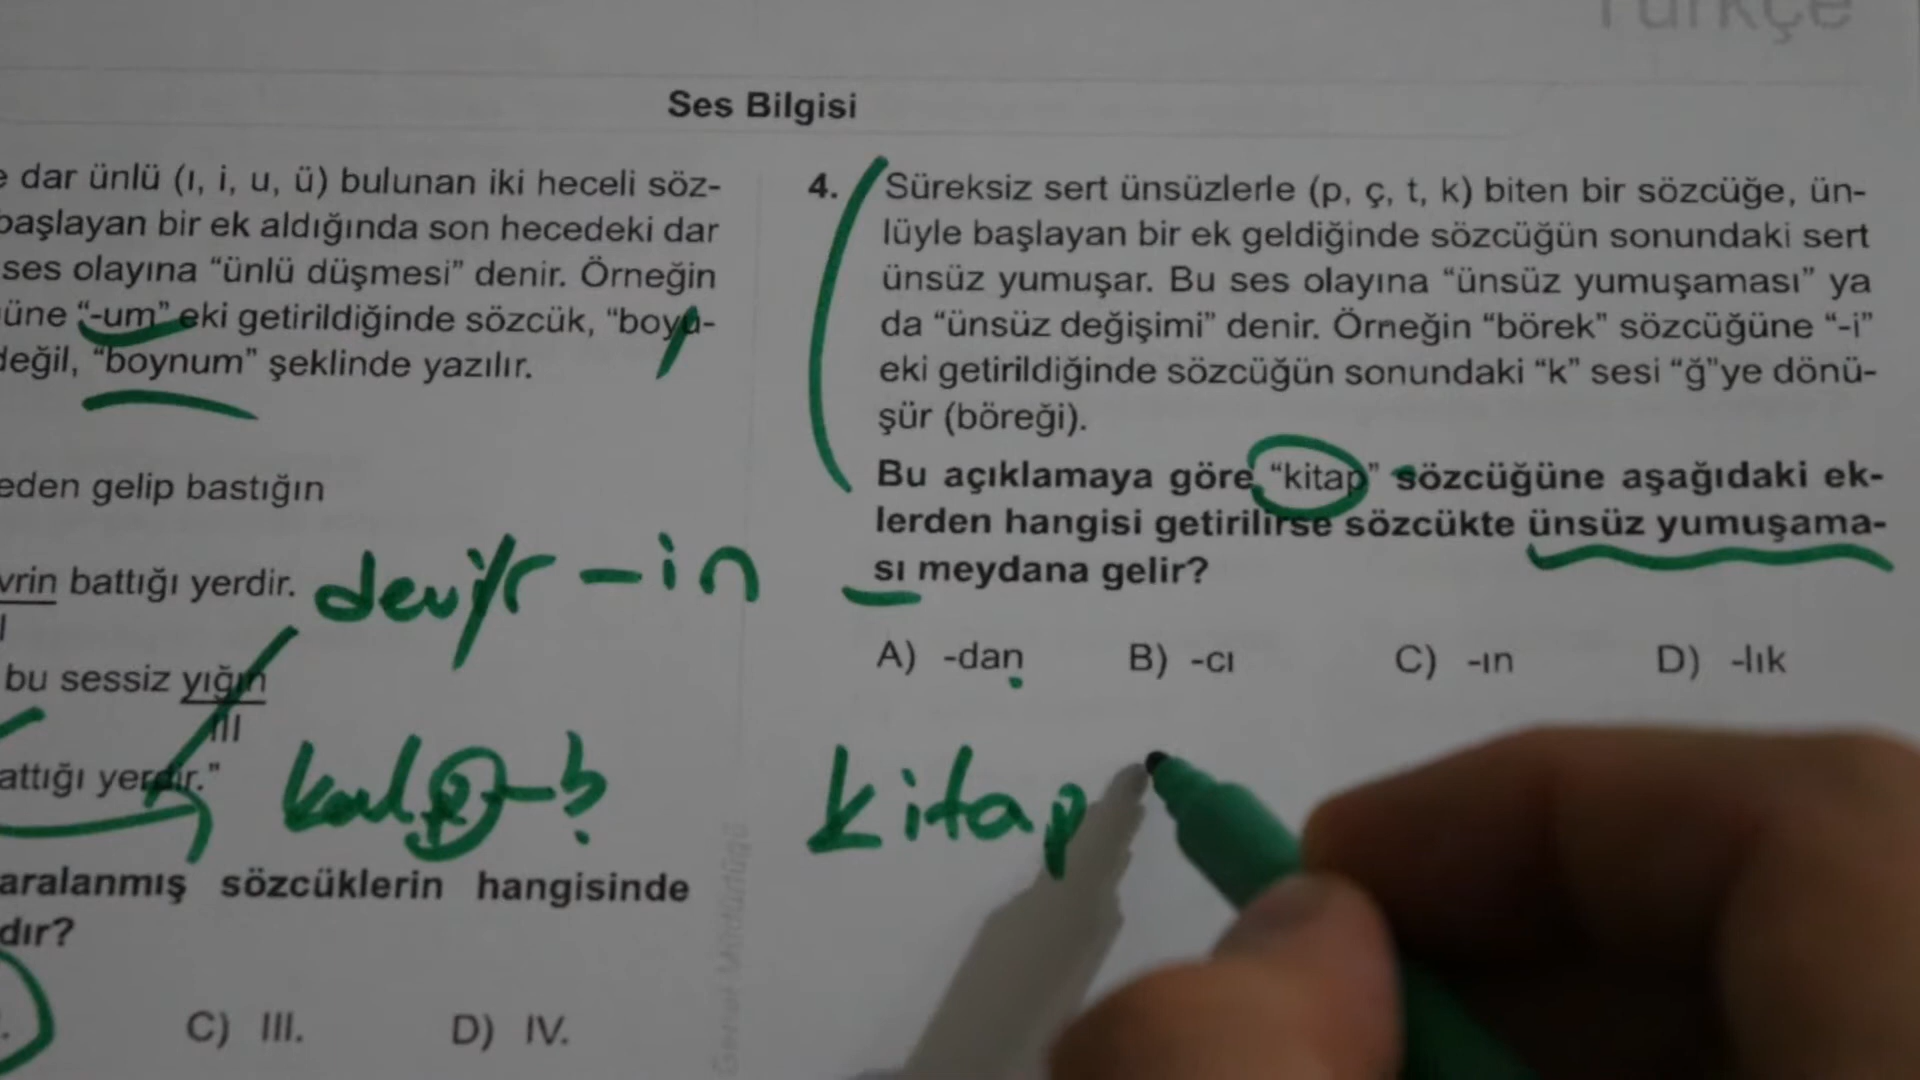 Türkçe
Ses Bilgisi
e dar ünlü (ı, i, u, ü) bulunan iki heceli söz-
başlayan bir ek aldığında son hecedeki dar
ses olayına “ünlü düşmesi” denir. Örneğin
üne “-um” eki getirildiğinde sözcük, “boyu-
değil, “boynum” şeklinde yazılır.
eden gelip bastığın
vrin battığı yerdir.
I
devir -in
bu sessiz yığın
III
attığı yerdir.”
aralanmış sözcüklerin hangisinde
dır?
C) III. D) IV.
4. Süreksiz sert ünsüzlerle (p, ç, t, k) biten bir sözcüğe, ün-
lüyle başlayan bir ek geldiğinde sözcüğün sonundaki sert
ünsüz yumuşar. Bu ses olayına “ünsüz yumuşaması” ya
da “ünsüz değişimi” denir. Örneğin “börek” sözcüğüne “-i”
eki getirildiğinde sözcüğün sonundaki “k” sesi “ğ”ye dönü-
şür (böreği).
Bu açıklamaya göre “kitap” sözcüğüne aşağıdaki ek-
lerden hangisi getirilirse sözcükte ünsüz yumuşama-
sı meydana gelir?
A) -dan B) -cı C) -ın D) -lık
kitap